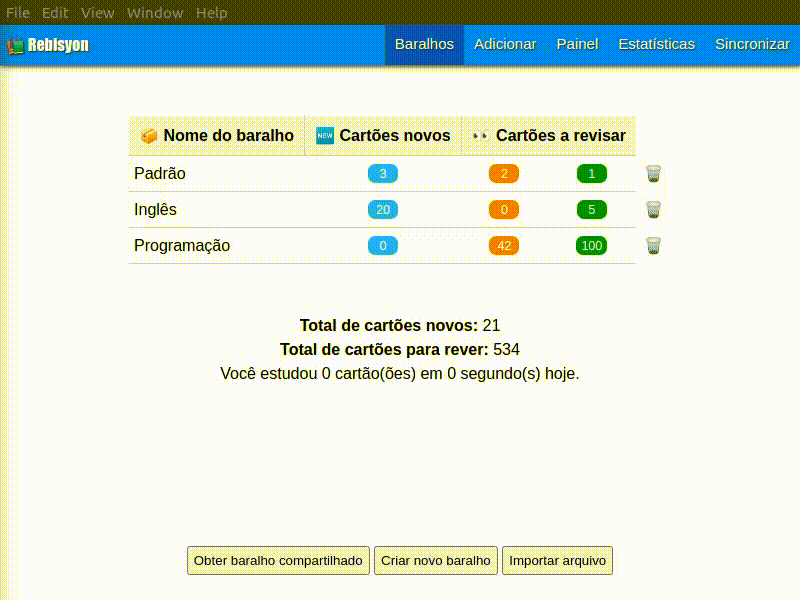 File Edit View Window Help
Rebisyon Baralhos Adicionar Painel Estatísticas Sincronizar
Nome do baralho NEW Cartões novos Cartões a revisar
Padrão 3 2 1
Inglês 20 0 5
Programação 0 42 100
Total de cartões novos: 21
Total de cartões para rever: 534
Você estudou 0 cartão(ões) em 0 segundo(s) hoje.
Obter baralho compartilhado Criar novo baralho Importar arquivo